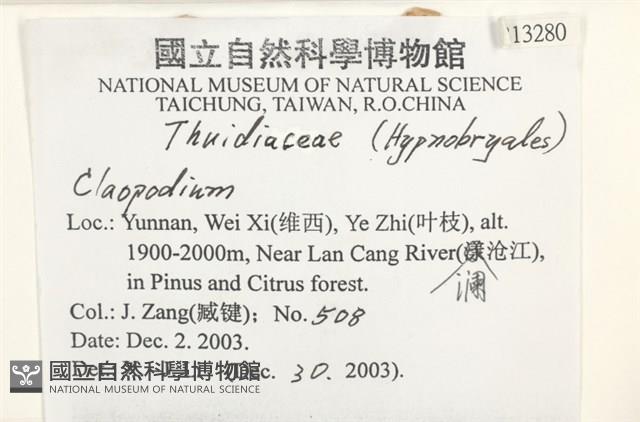 13280
國立自然科學博物館
NATIONAL MUSEUM OF NATURAL SCIENCE
TAICHUNG, TAIWAN, R.O.CHINA
Thuidiaceae (Hypnobryales)
Claopodium
Loc.: Yunnan, Wei Xi(维西), Ye Zhi(叶枝), alt.
1900-2000m, Near Lan Cang River(沧江),
澜
in Pinus and Citrus forest.
Col.: J. Zang(臧键); No. 508
Date: Dec. 2. 2003.
30. 2003).
國立自然科學博物館
NATIONAL MUSEUM OF NATURAL SCIENCE